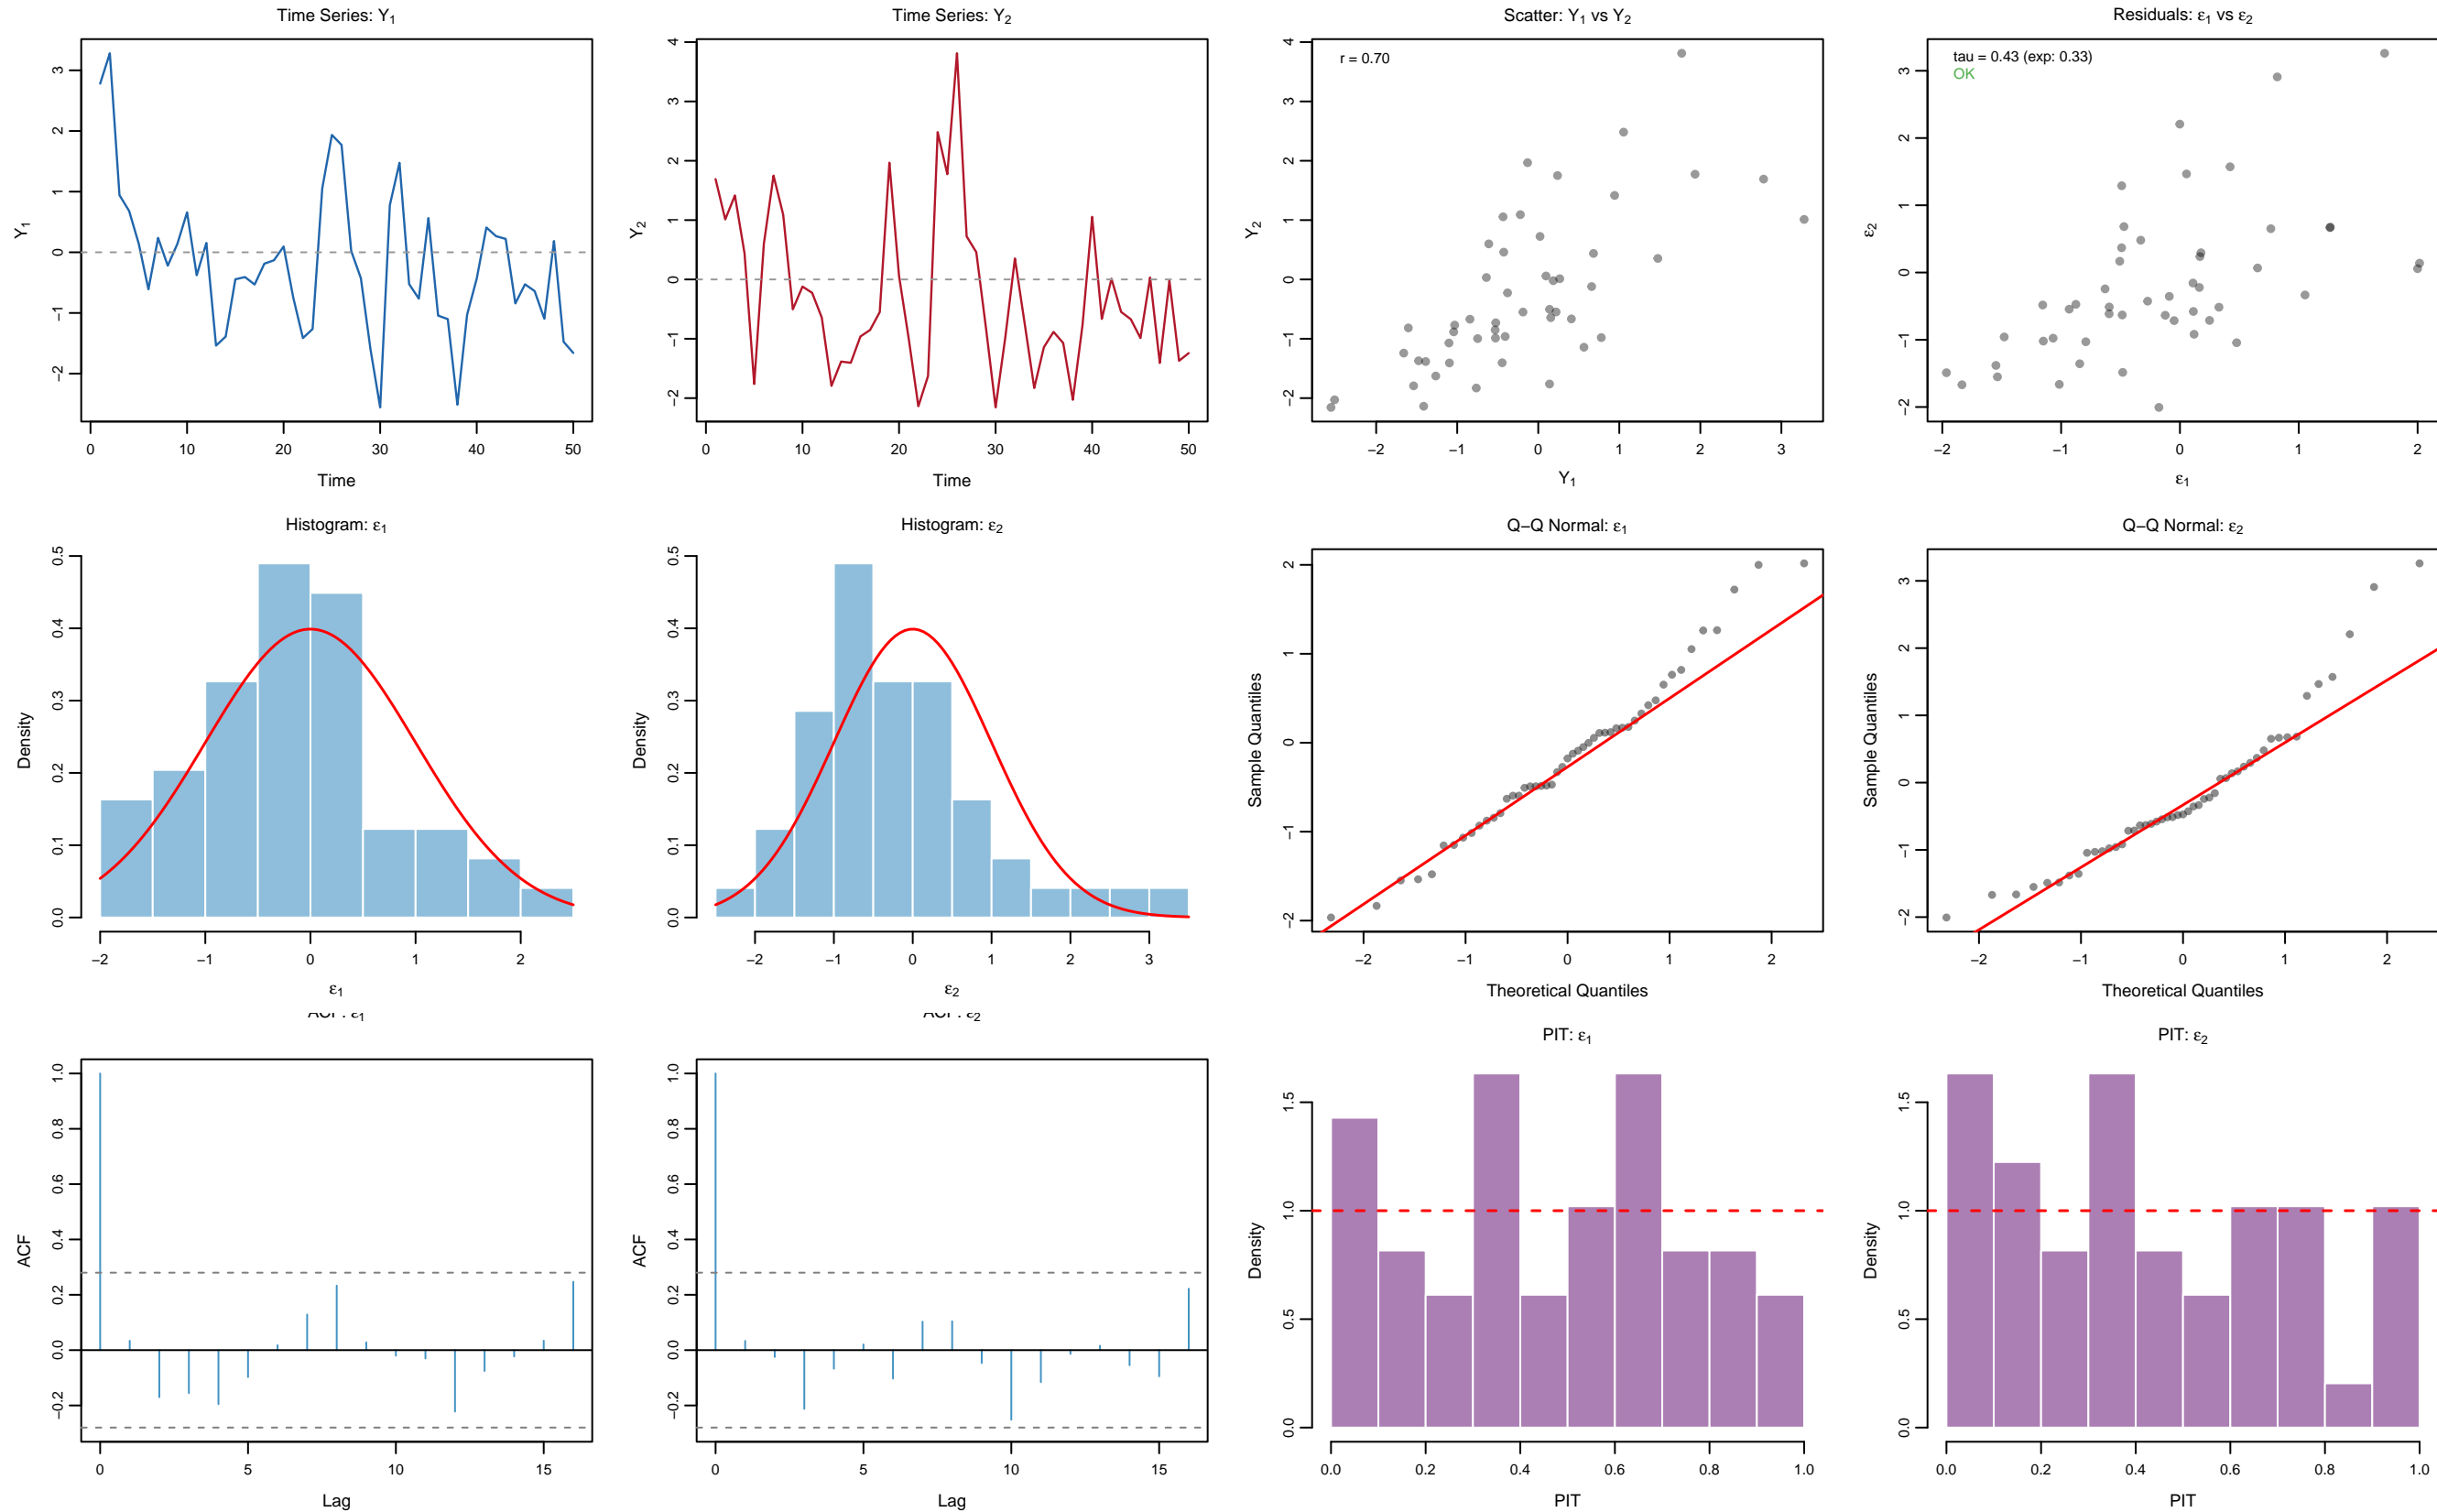 Time Series: Y1
Y1
3
2
1
0
−1
−2
0 10 20 30 40 50
Time
Time Series: Y2
Y2
4
3
2
1
0
−1
−2
0 10 20 30 40 50
Time
Scatter: Y1 vs Y2
r = 0.70
Y2
4
3
2
1
0
−1
−2
−2 −1 0 1 2 3
Y1
Residuals: ε1 vs ε2
tau = 0.43 (exp: 0.33)
OK
ε2
3
2
1
0
−1
−2
−2 −1 0 1 2
ε1
Histogram: ε1
Density
0.5
0.4
0.3
0.2
0.1
0.0
−2 −1 0 1 2
ε1
Histogram: ε2
Density
0.5
0.4
0.3
0.2
0.1
0.0
−2 −1 0 1 2 3
ε2
Q−Q Normal: ε1
Sample Quantiles
2
1
0
−1
−2
−2 −1 0 1 2
Theoretical Quantiles
Q−Q Normal: ε2
Sample Quantiles
3
2
1
0
−1
−2
−2 −1 0 1 2
Theoretical Quantiles
ACF: ε1
ACF
1.0
0.8
0.6
0.4
0.2
0.0
−0.2
0 5 10 15
Lag
ACF: ε2
ACF
1.0
0.8
0.6
0.4
0.2
0.0
−0.2
0 5 10 15
Lag
PIT: ε1
Density
1.5
1.0
0.5
0.0
0.0 0.2 0.4 0.6 0.8 1.0
PIT
PIT: ε2
Density
1.5
1.0
0.5
0.0
0.0 0.2 0.4 0.6 0.8 1.0
PIT